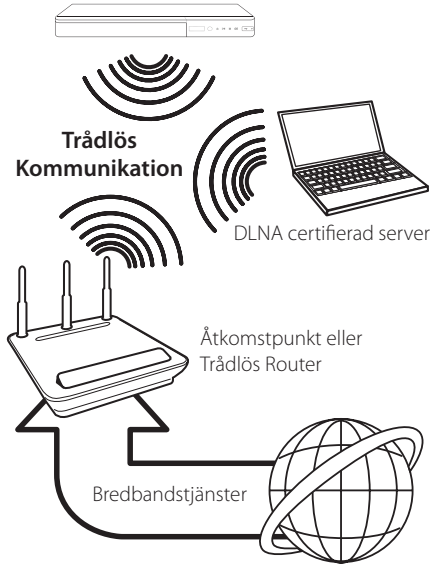 Trådlös
Kommunikation
DLNA certifierad server
Åtkomstpunkt eller
Trådlös Router
Bredbandstjänster